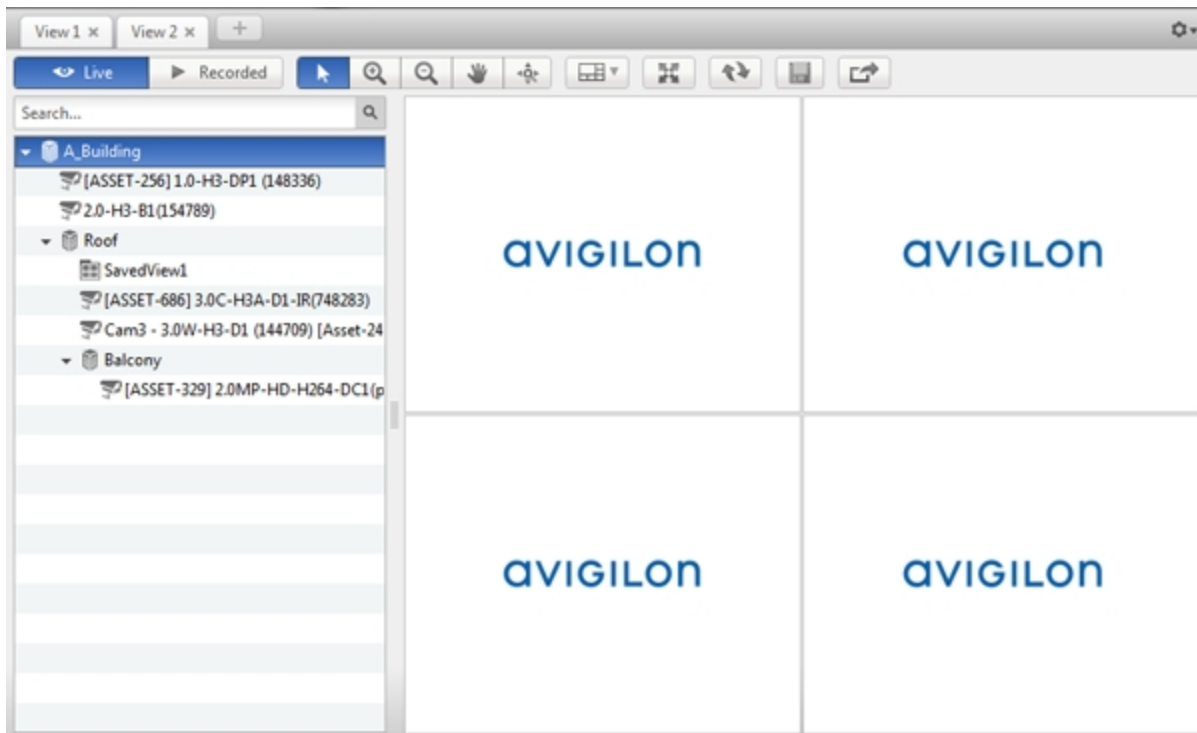 View 1 × View 2 × +
Live Recorded
Search...
A_Building
[ASSET-256] 1.0-H3-DP1 (148336)
2.0-H3-B1(154789)
Roof
SavedView1
[ASSET-686] 3.0C-H3A-D1-IR(748283)
Cam3 - 3.0W-H3-D1 (144709) [Asset-24
Balcony
[ASSET-329] 2.0MP-HD-H264-DC1(p
aVIGILOn aVIGILOn
aVIGILOn aVIGILOn